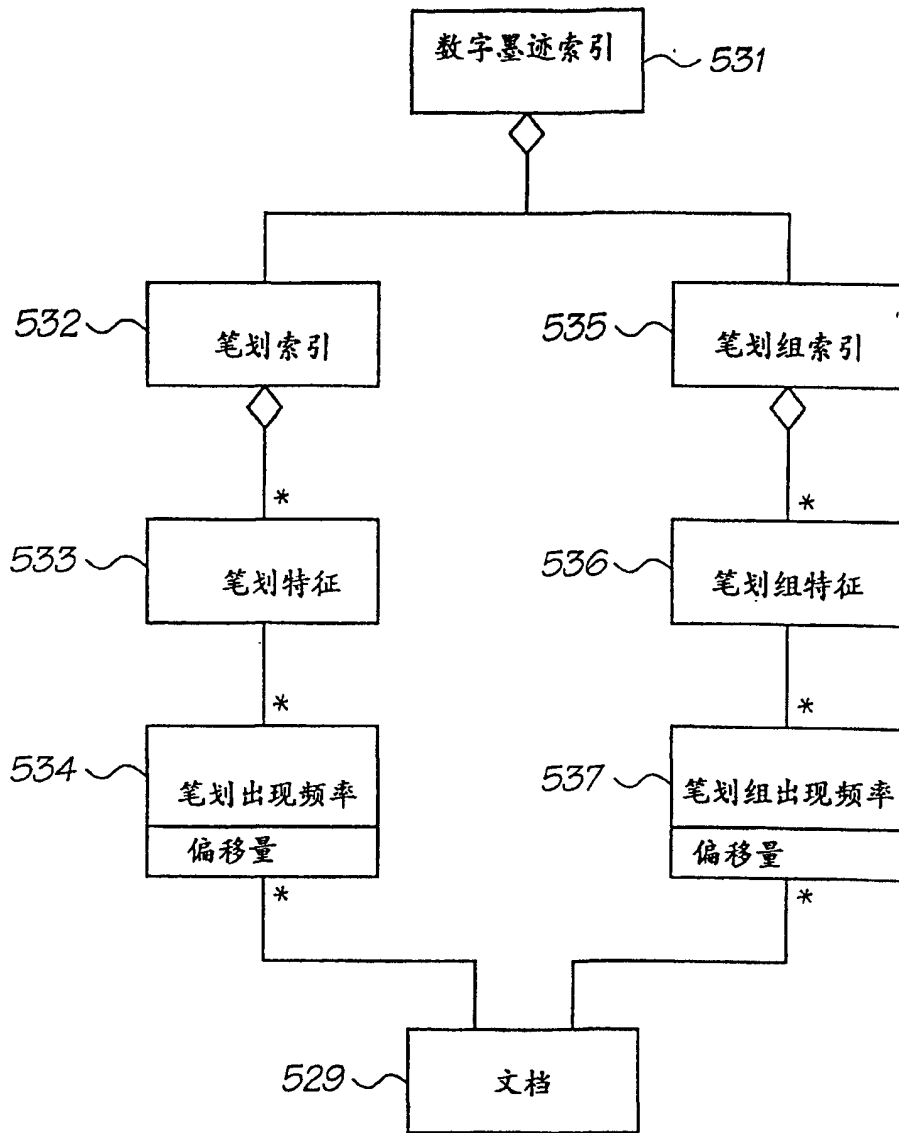 数字墨迹索引 531
532 笔划索引
535 笔划组索引
*
*
533 笔划特征
536 笔划组特征
*
*
534 笔划出现频率
偏移量
537 笔划组出现频率
偏移量
*
*
529 文档